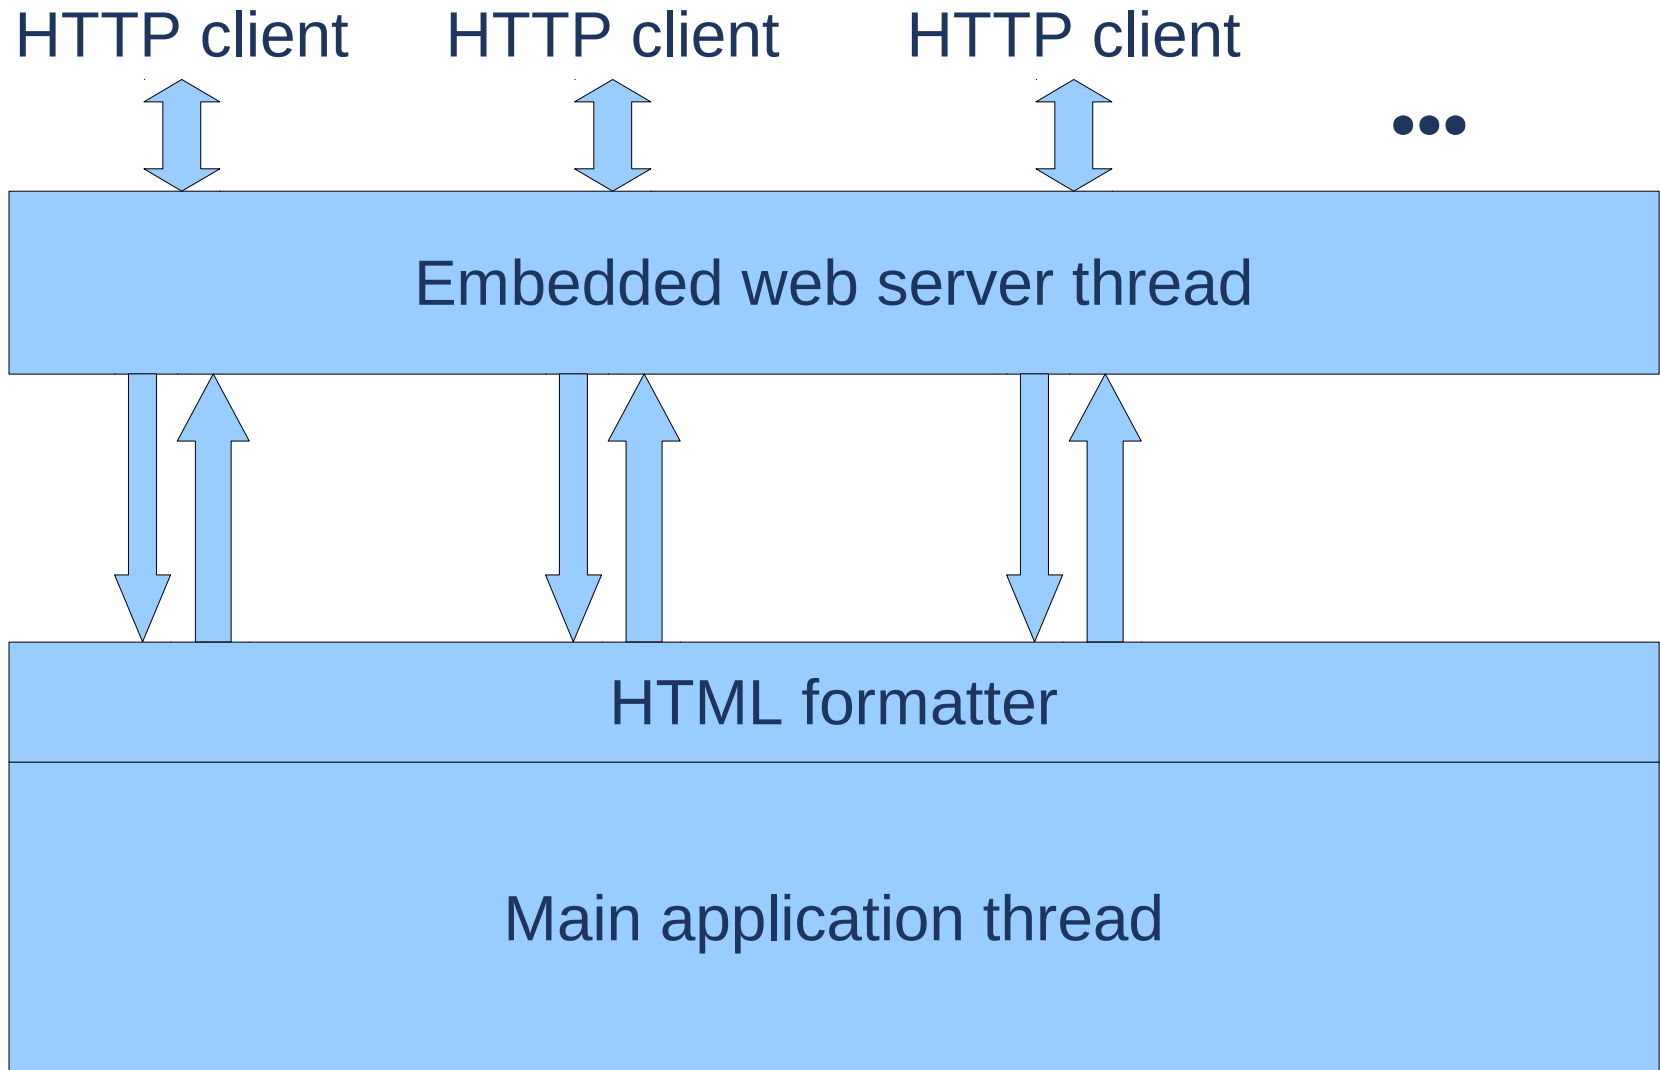 HTTP client HTTP client HTTP client
...
Embedded web server thread
HTML formatter
Main application thread